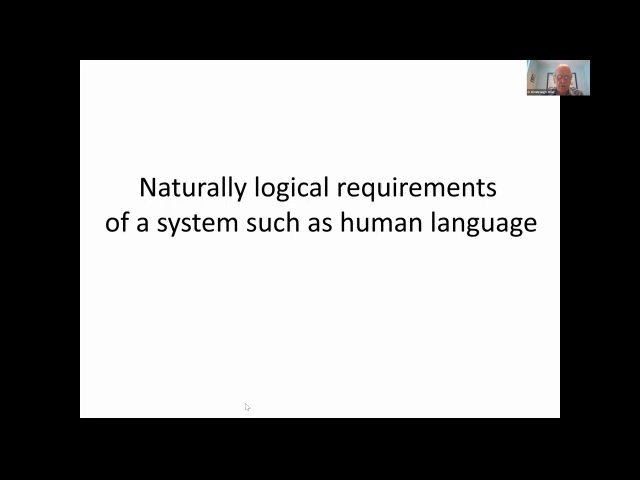 Naturally logical requirements
of a system such as human language